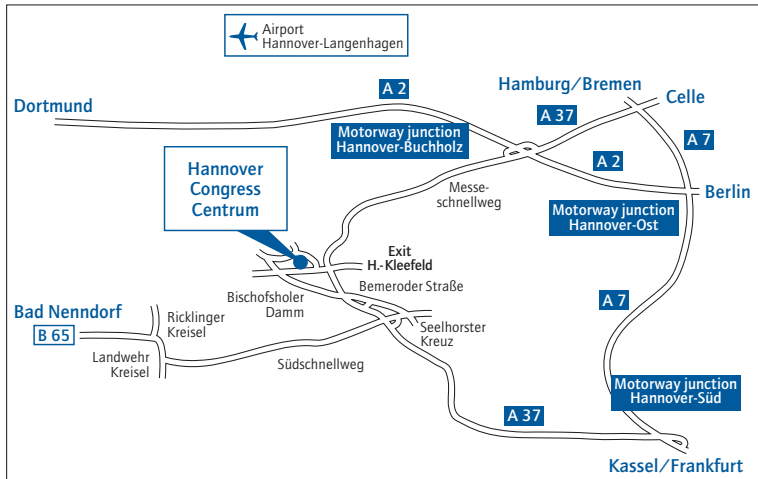 Airport
Hannover-Langenhagen
Hamburg/Bremen
A 2
Celle
Dortmund
A 37
Motorway junction
Hannover-Buchholz
A 7
Hannover
Congress
Centrum
A 2
Messe-
schnellweg
Berlin
Motorway junction
Hannover-Ost
Exit
H.-Kleefeld
Bemeroder Straße
Bischofsholer
Damm
A 7
Bad Nenndorf
B 65
Ricklinger
Kreisel
Seelhorster
Kreuz
Landwehr
Kreisel
Südschnellweg
Motorway junction
Hannover-Süd
A 37
Kassel/Frankfurt